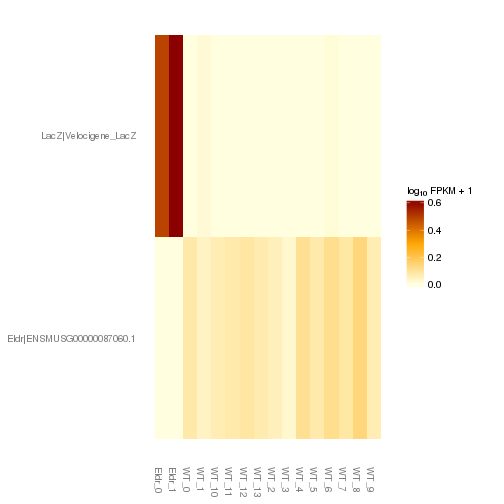 LacZ|Velocigene_LacZ
log10 FPKM + 1
0.6
0.4
0.2
0.0
Eldr|ENSMUSG00000087060.1
Eldr_0
Eldr_1
WT_0
WT_1
WT_10
WT_11
WT_12
WT_13
WT_2
WT_3
WT_4
WT_5
WT_6
WT_7
WT_8
WT_9